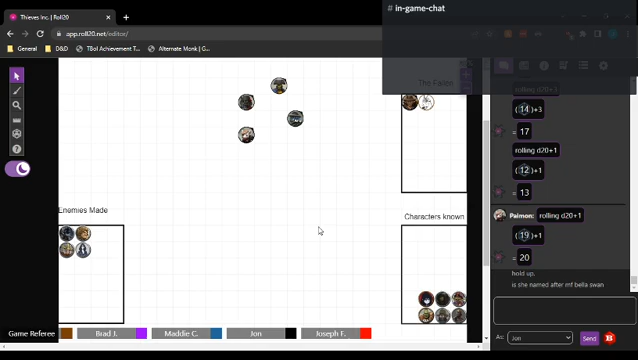 # in-game-chat
Thieves Inc. | Roll20
app.roll20.net/editor/
General
D&D
TBol Achievement T...
Alternate Monk | G...
The Fallen
rolling d20+3
(14)+3
= 17
rolling d20+1
(12)+1
= 13
Enemies Made
Characters known
Paimon: rolling d20+1
(19)+1
= 20
hold up.
is she named after mf bella swan
Game Referee
Brad J.
Maddie C.
Jon
Joseph F.
As:
Jon
Send